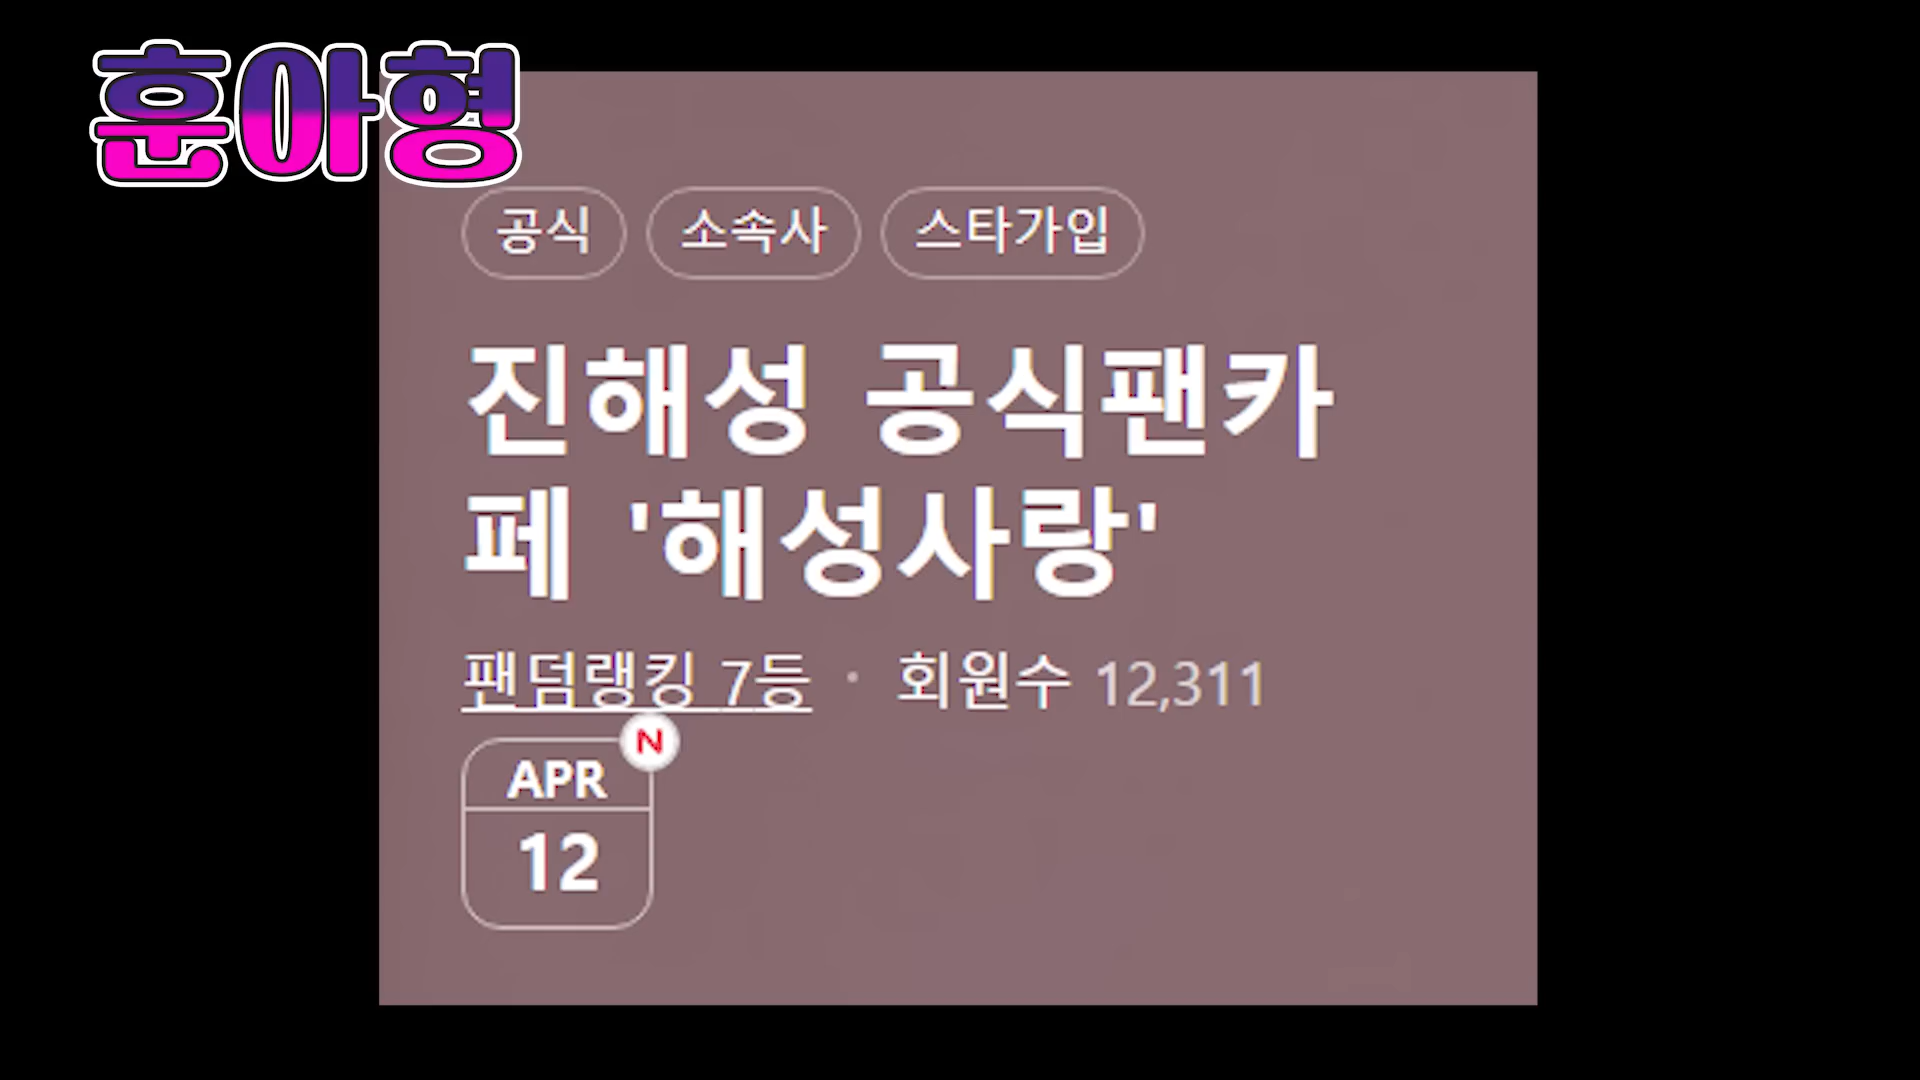 훈아형
공식 소속사 스타가입
진해성 공식팬카
페 '해성사랑'
팬덤랭킹 7등 · 회원수 12,311
N
APR
12